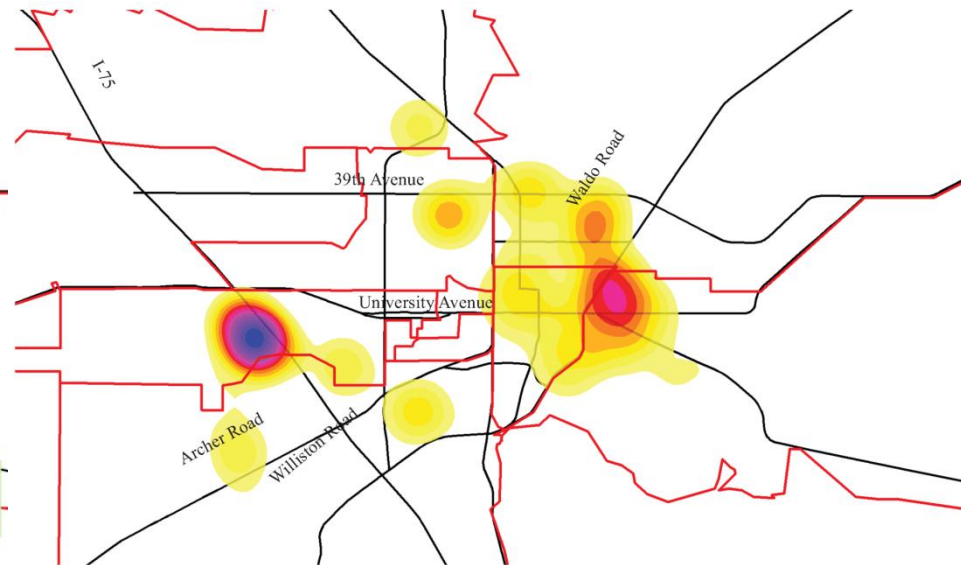 I-75
Waldo Road
39th Avenue
University Avenue
Archer Road
Williston Road